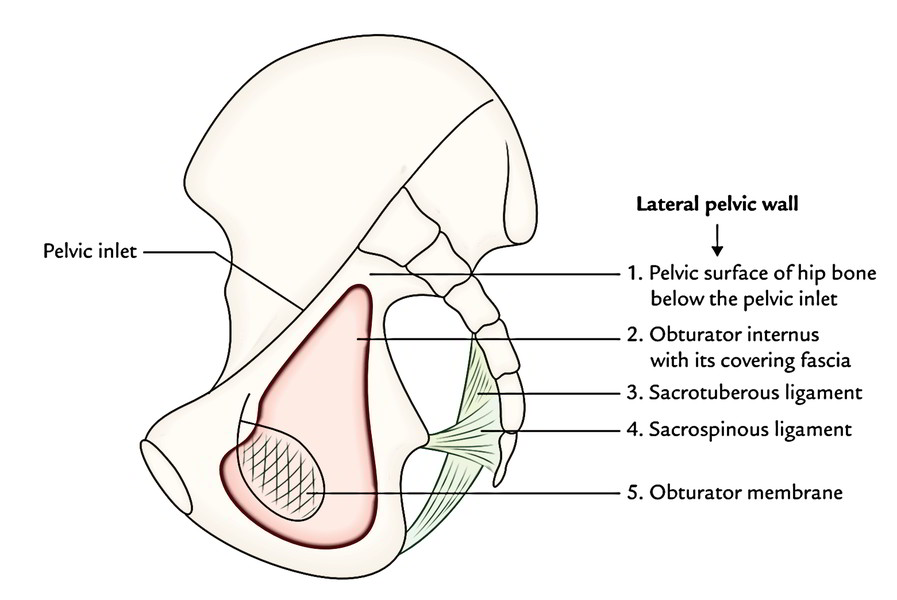 Lateral pelvic wall
Pelvic inlet
1. Pelvic surface of hip bone
below the pelvic inlet
2. Obturator internus
with its covering fascia
3. Sacrotuberous ligament
4. Sacrospinous ligament
5. Obturator membrane